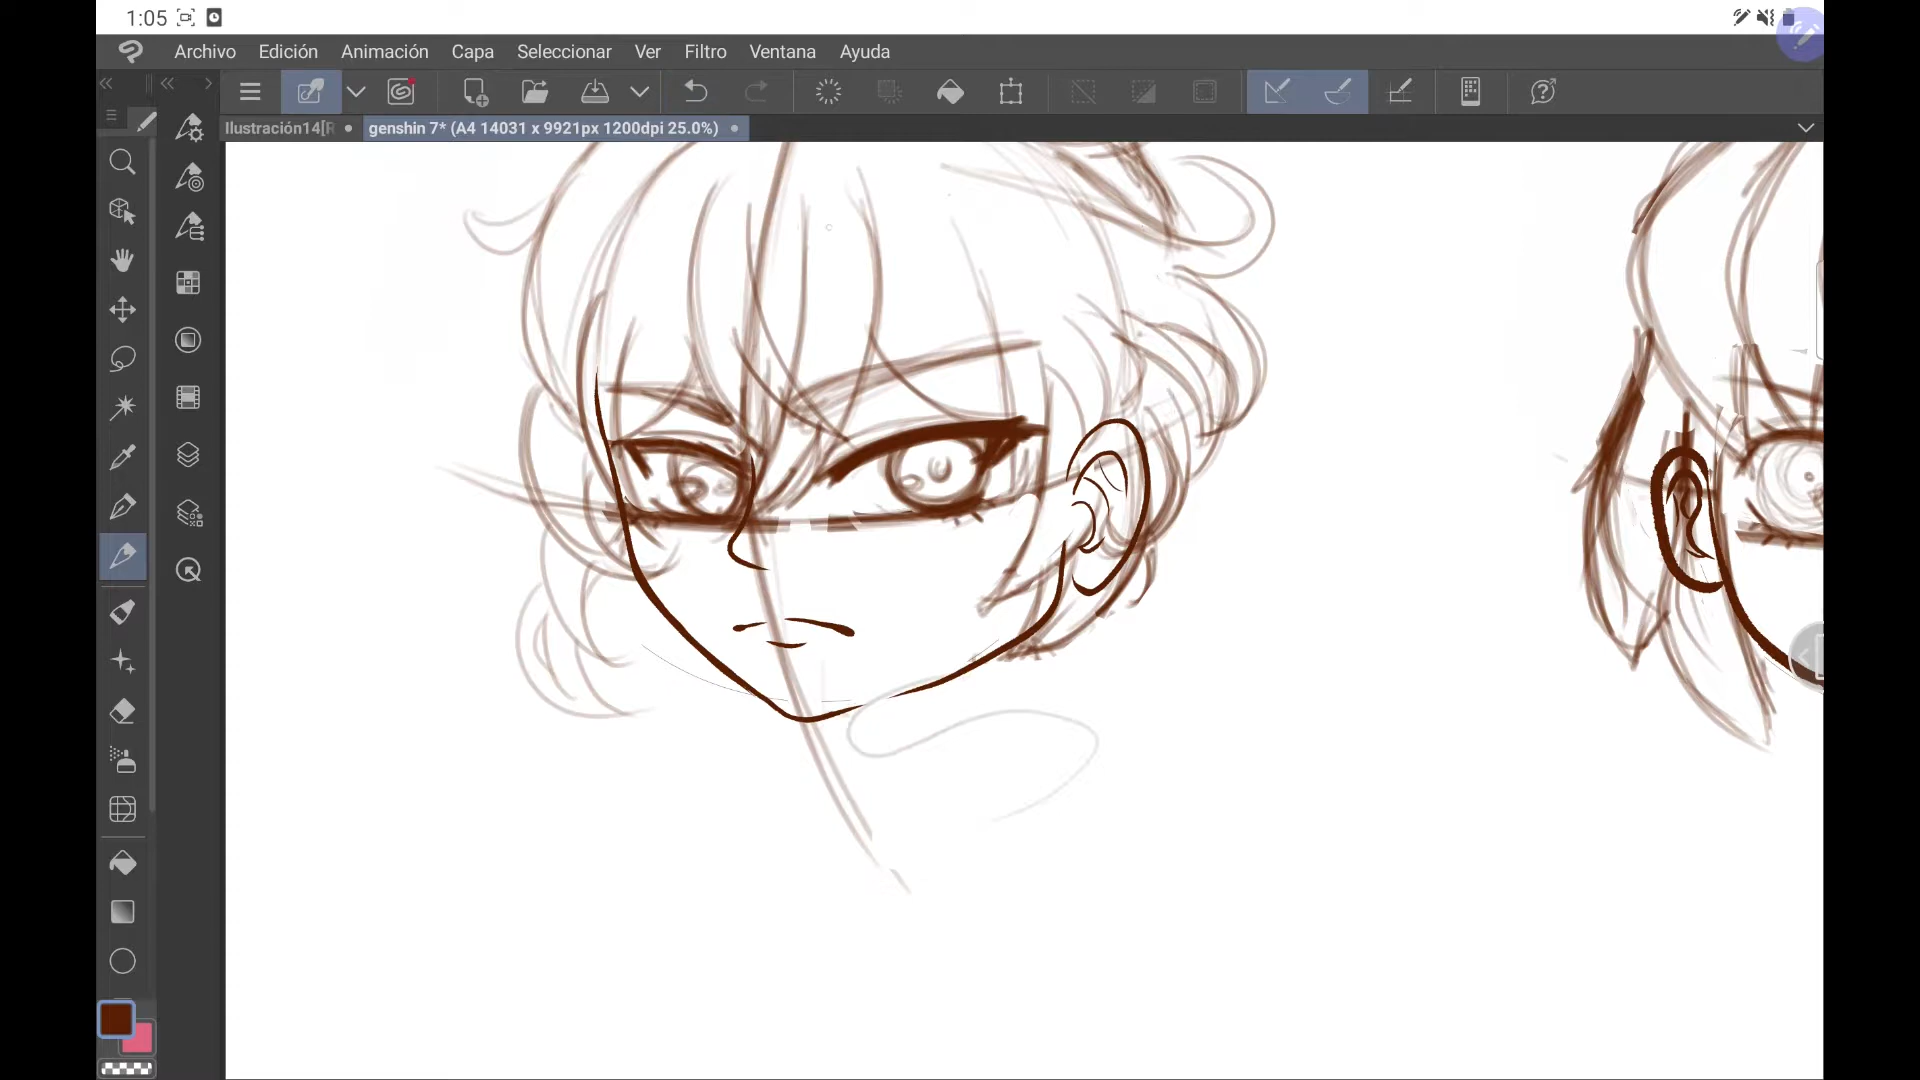 1:05
Archivo Edición Animación Capa Seleccionar Ver Filtro Ventana Ayuda
Ilustración14[R genshin 7* (A4 14031 x 9921px 1200dpi 25.0%)